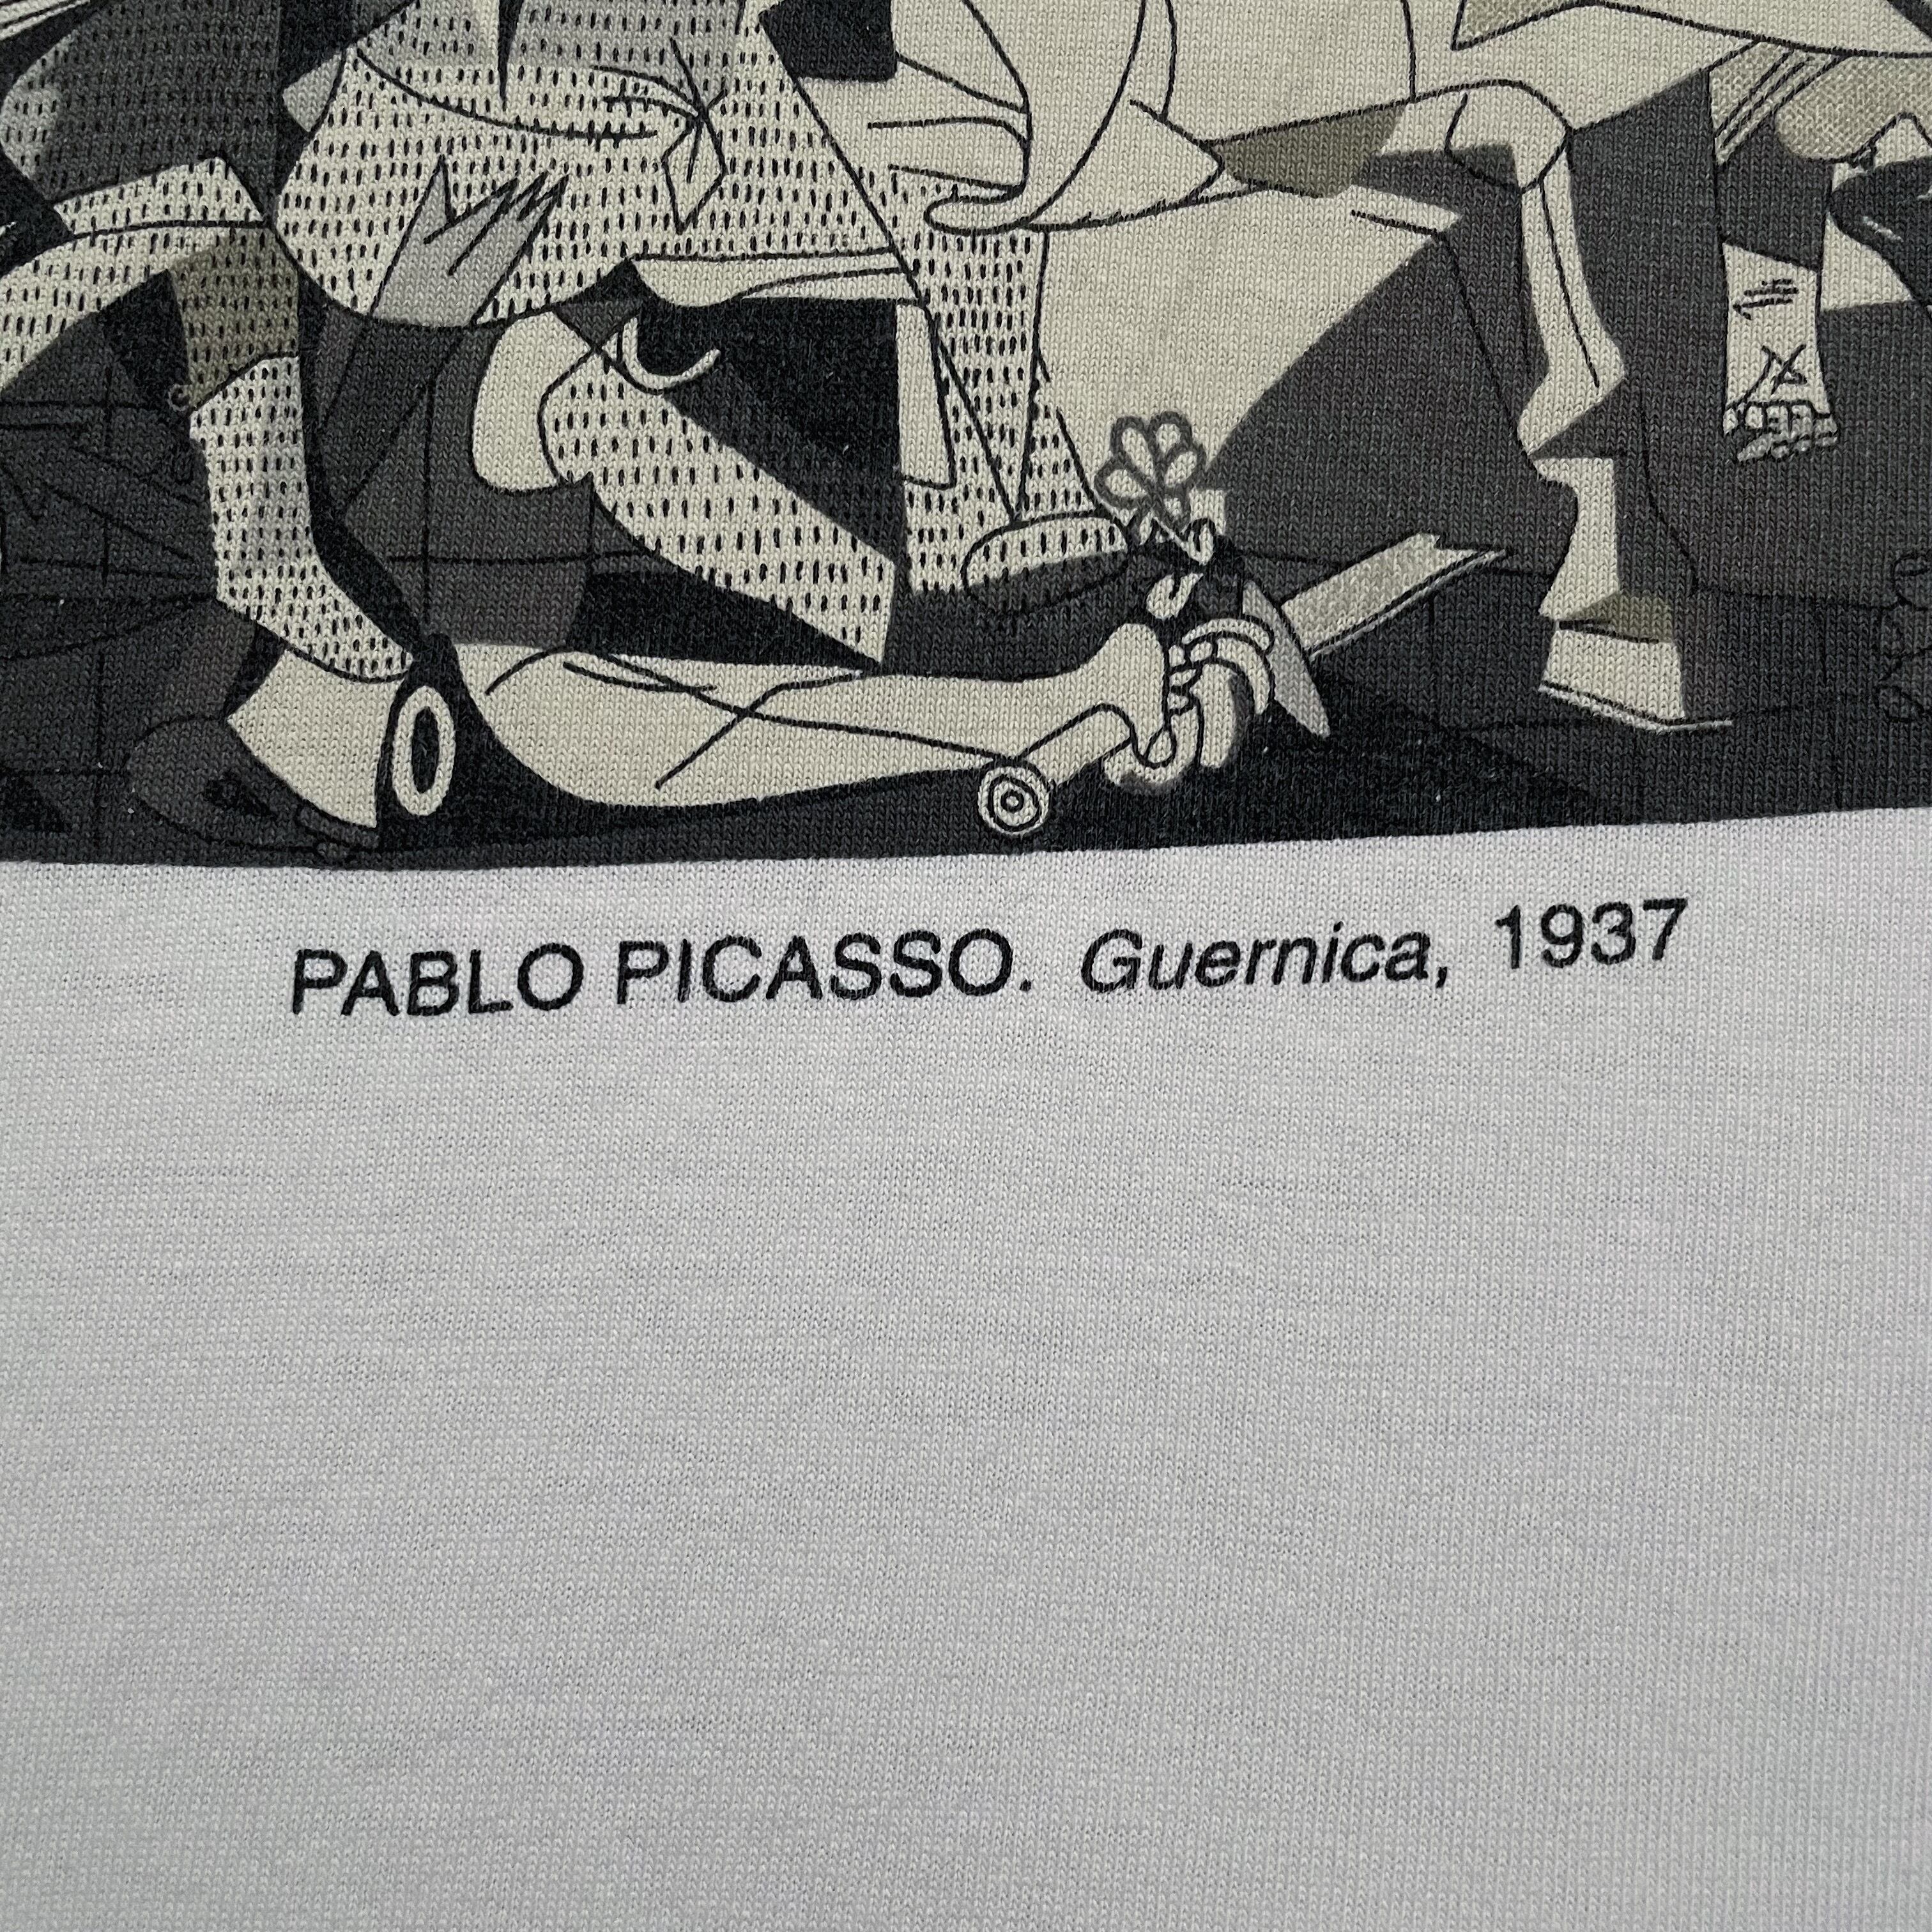 PABLO PICASSO. Guernica, 1937